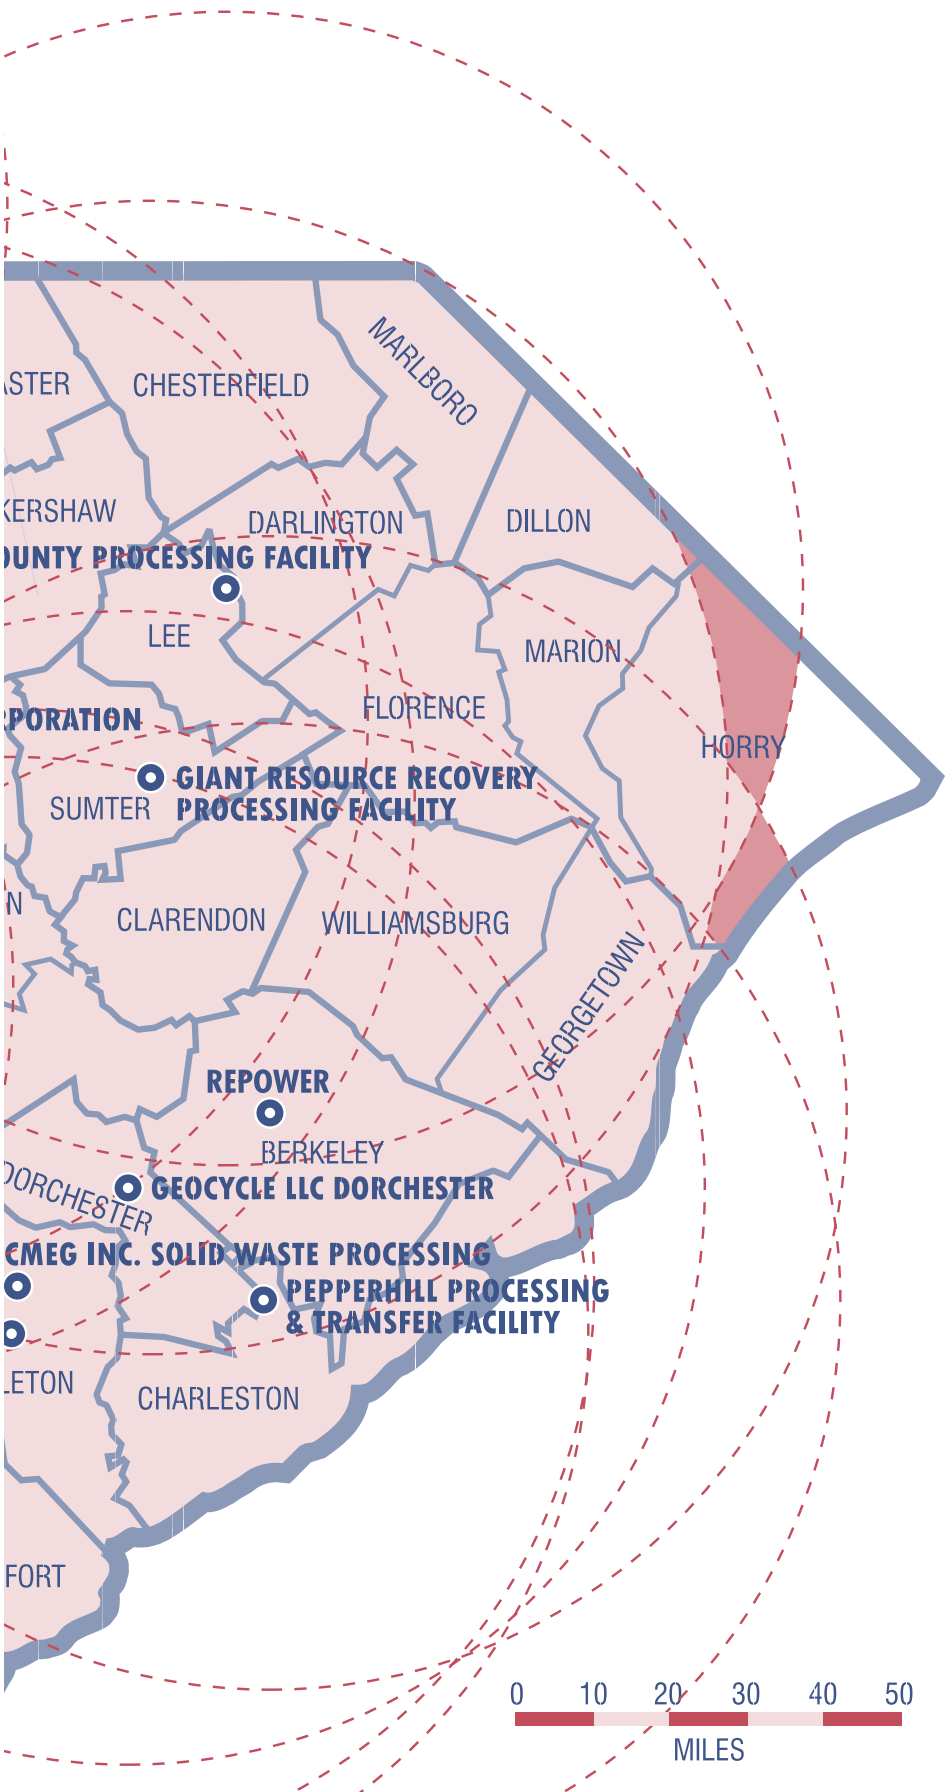 MARLBORO
ASTER
CHESTERFIELD
KERSHAW
DARLINGTON
DILLON
OUNTY PROCESSING FACILITY
LEE
MARION
FLORENCE
RPORATION
HORRY
GIANT RESOURCE RECOVERY
PROCESSING FACILITY
SUMTER
N
CLARENDON
WILLIAMSBURG
GEORGETOWN
REPOWER
BERKELEY
GEOCYCLE LLC DORCHESTER
DORCHESTER
CMEG INC. SOLID WASTE PROCESSING
PEPPERHILL PROCESSING
& TRANSFER FACILITY
LETON
CHARLESTON
FORT
0 10 20 30 40 50
MILES